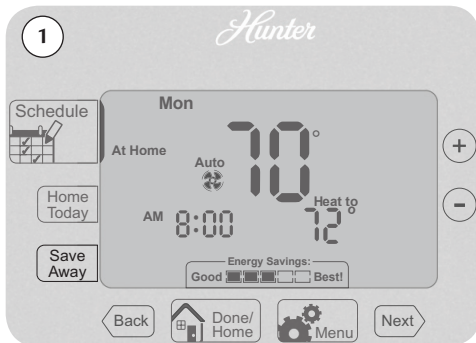 1
Hunter
Schedule
Mon
At Home
70°
Auto
+
Home
Today
AM 8:00
Heat to
72°
−
Save
Away
Energy Savings:
Good Best!
Back
Done/
Home
Menu
Next